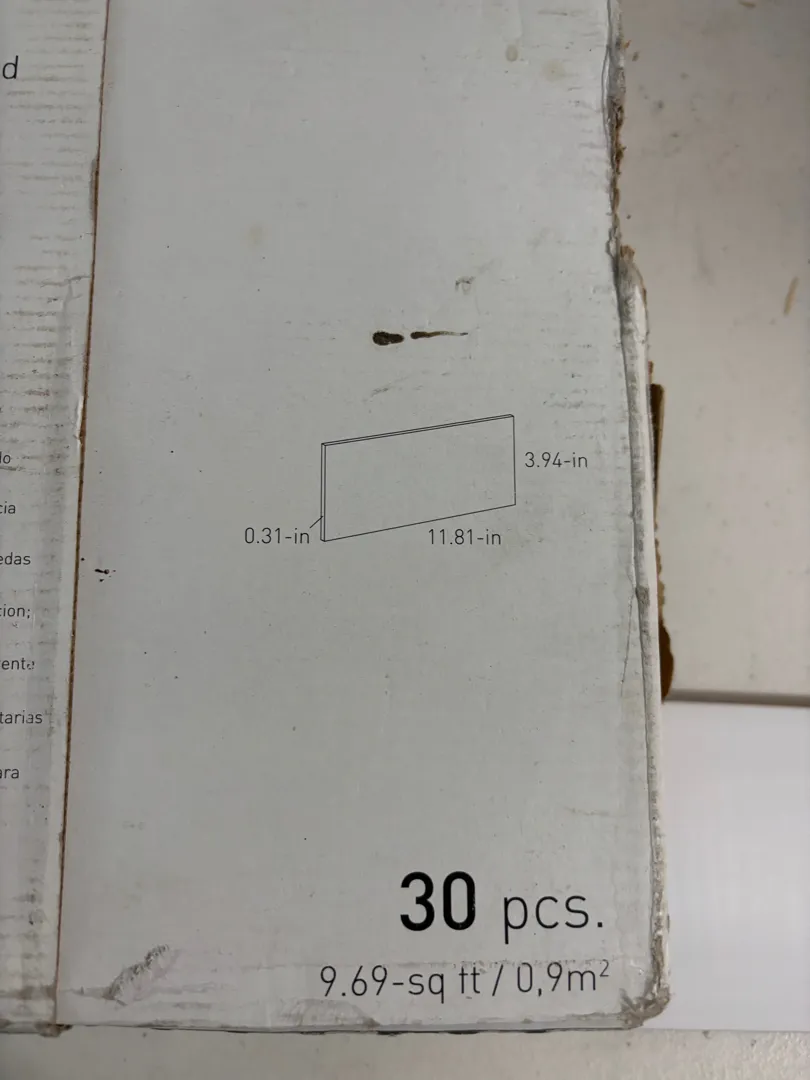 d
lo
cia
edas
cion;
ente
tarias
ara
3.94-in
0.31-in
11.81-in
30 pcs.
9.69-sq ft / 0,9m²